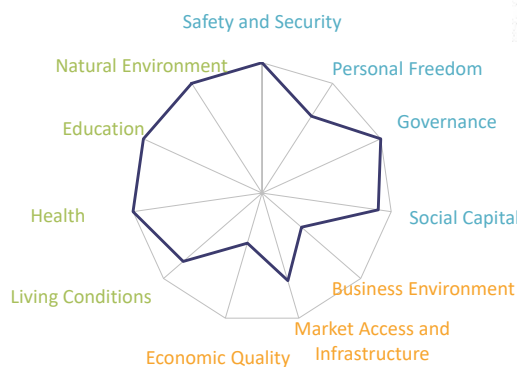 Safety and Security
Natural Environment
Personal Freedom
Education
Governance
Health
Social Capital
Living Conditions
Business Environment
Market Access and
Infrastructure
Economic Quality